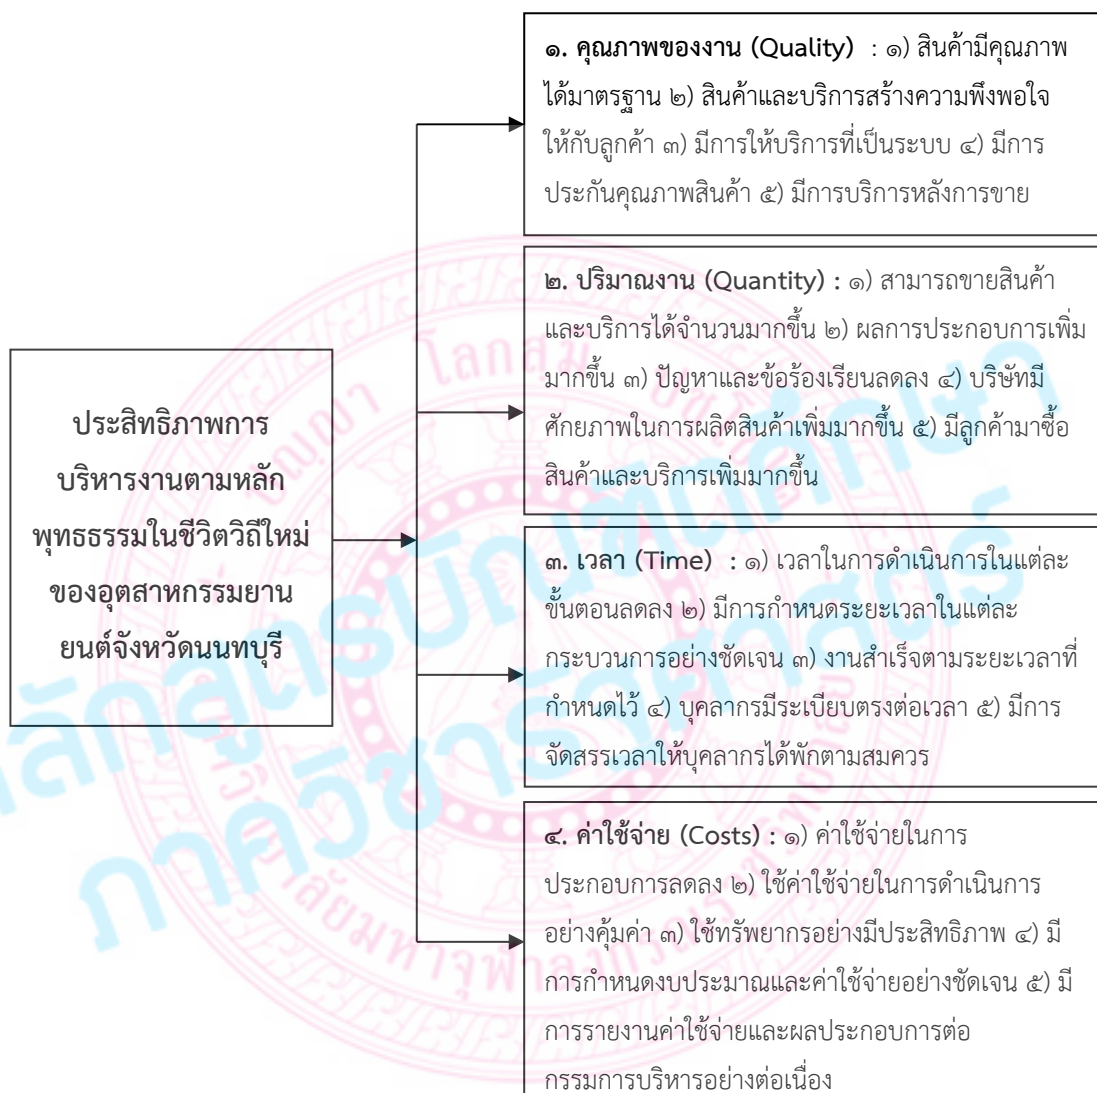 ๑. คุณภาพของงาน (Quality) : ๑) สินค้ามีคุณภาพ
ได้มาตรฐาน ๒) สินค้าและบริการสร้างความพึงพอใจ
ให้กับลูกค้า ๓) มีการให้บริการที่เป็นระบบ ๔) มีการ
ประกันคุณภาพสินค้า ๕) มีการบริการหลังการขาย
๒. ปริมาณงาน (Quantity) : ๑) สามารถขายสินค้า
และบริการได้จำนวนมากขึ้น ๒) ผลการประกอบการเพิ่ม
มากขึ้น ๓) ปัญหาและข้อร้องเรียนลดลง ๔) บริษัทมี
ศักยภาพในการผลิตสินค้าเพิ่มมากขึ้น ๕) มีลูกค้ามาซื้อ
สินค้าและบริการเพิ่มมากขึ้น
ประสิทธิภาพการ
บริหารงานตามหลัก
พุทธธรรมในชีวิตวิถีใหม่
ของอุตสาหกรรมยาน
ยนต์จังหวัดนนทบุรี
๓. เวลา (Time) : ๑) เวลาในการดำเนินการในแต่ละ
ขั้นตอนลดลง ๒) มีการกำหนดระยะเวลาในแต่ละ
กระบวนการอย่างชัดเจน ๓) งานสำเร็จตามระยะเวลาที่
กำหนดไว้ ๔) บุคลากรมีระเบียบตรงต่อเวลา ๕) มีการ
จัดสรรเวลาให้บุคลากรได้พักตามสมควร
๔. ค่าใช้จ่าย (Costs) : ๑) ค่าใช้จ่ายในการ
ประกอบการลดลง ๒) ใช้ค่าใช้จ่ายในการดำเนินการ
อย่างคุ้มค่า ๓) ใช้ทรัพยากรอย่างมีประสิทธิภาพ ๔) มี
การกำหนดงบประมาณและค่าใช้จ่ายอย่างชัดเจน ๕) มี
การรายงานค่าใช้จ่ายและผลประกอบการต่อ
กรรมการบริหารอย่างต่อเนื่อง
ภาควิชารัฐศาสตร์